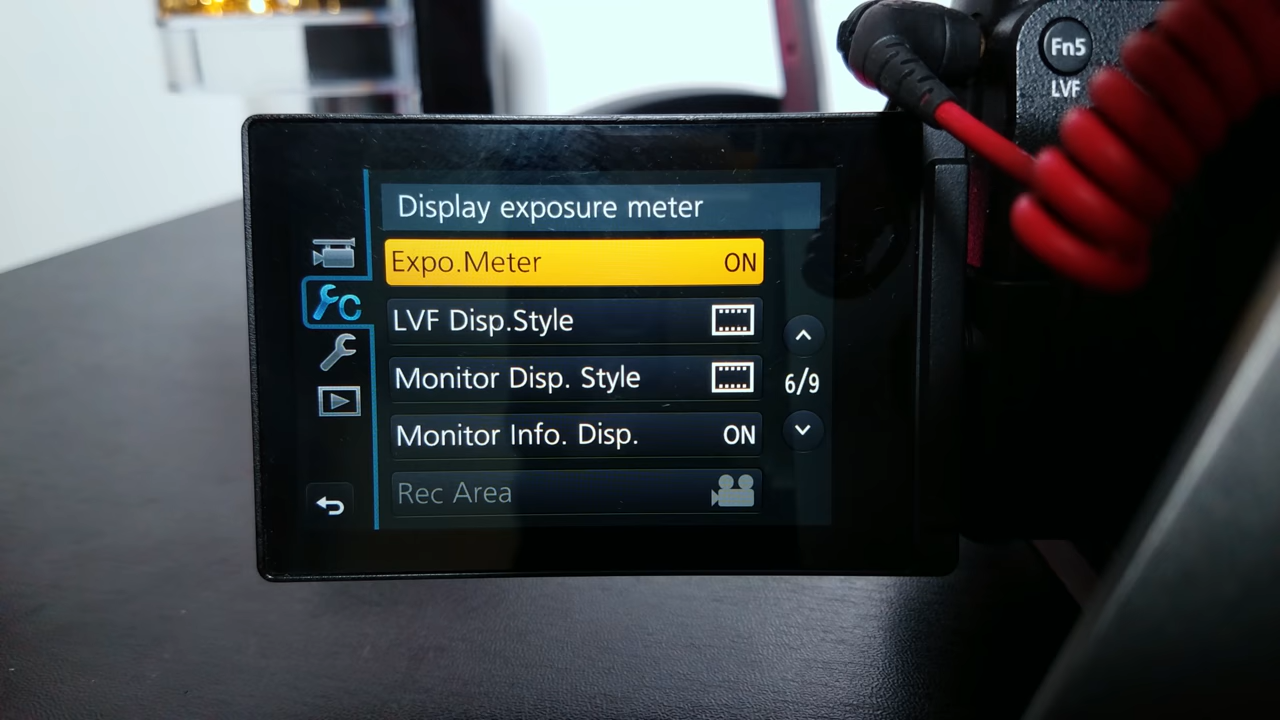 Fn5
LVF
Display exposure meter
Expo.Meter ON
LVF Disp.Style
Monitor Disp. Style
6/9
Monitor Info. Disp. ON
Rec Area
C